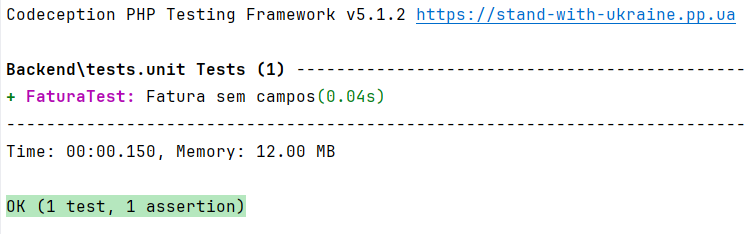 Codeception PHP Testing Framework v5.1.2 https://stand-with-ukraine.pp.ua
Backend\tests.unit Tests (1) ---------------------------------------------
+ FaturaTest: Fatura sem campos(0.04s)
--------------------------------------------------------------------------
Time: 00:00.150, Memory: 12.00 MB
OK (1 test, 1 assertion)